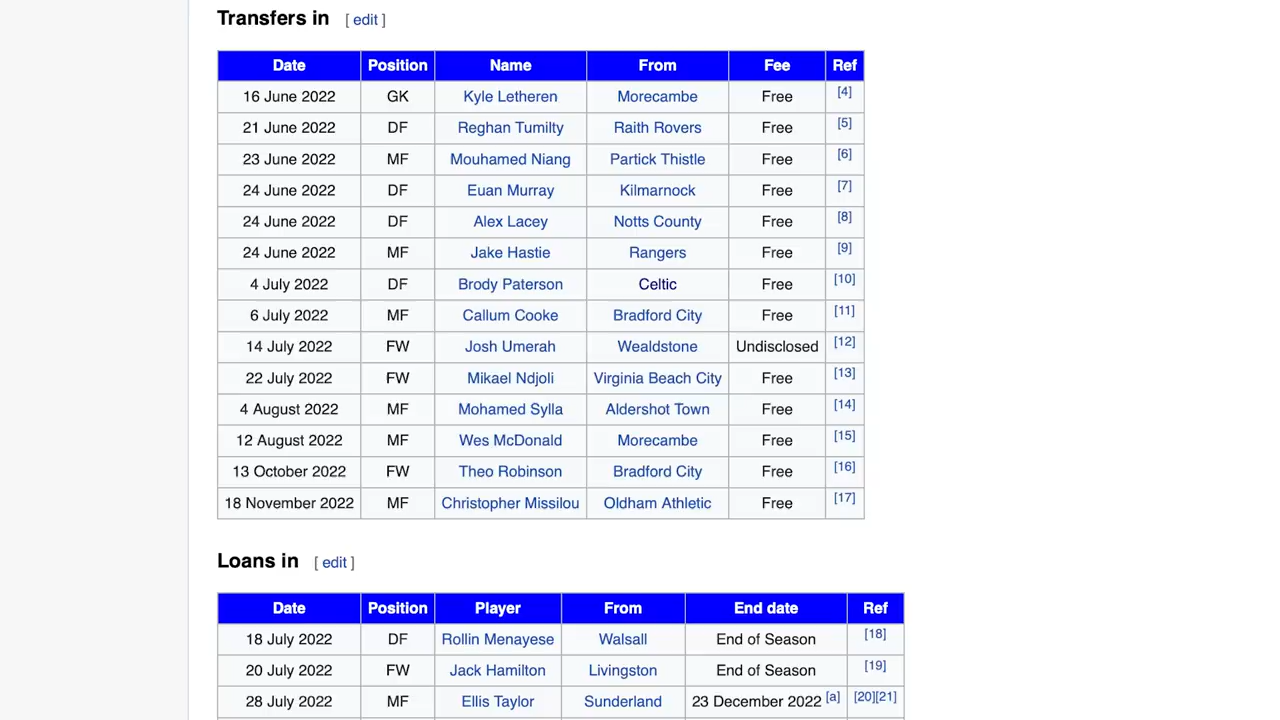 Transfers in [ edit ]
Date Position Name From Fee Ref
16 June 2022 GK Kyle Letheren Morecambe Free [4]
21 June 2022 DF Reghan Tumilty Raith Rovers Free [5]
23 June 2022 MF Mouhamed Niang Partick Thistle Free [6]
24 June 2022 DF Euan Murray Kilmarnock Free [7]
24 June 2022 DF Alex Lacey Notts County Free [8]
24 June 2022 MF Jake Hastie Rangers Free [9]
4 July 2022 DF Brody Paterson Celtic Free [10]
6 July 2022 MF Callum Cooke Bradford City Free [11]
14 July 2022 FW Josh Umerah Wealdstone Undisclosed [12]
22 July 2022 FW Mikael Ndjoli Virginia Beach City Free [13]
4 August 2022 MF Mohamed Sylla Aldershot Town Free [14]
12 August 2022 MF Wes McDonald Morecambe Free [15]
13 October 2022 FW Theo Robinson Bradford City Free [16]
18 November 2022 MF Christopher Missilou Oldham Athletic Free [17]
Loans in [ edit ]
Date Position Player From End date Ref
18 July 2022 DF Rollin Menayese Walsall End of Season [18]
20 July 2022 FW Jack Hamilton Livingston End of Season [19]
28 July 2022 MF Ellis Taylor Sunderland 23 December 2022 [a] [20][21]